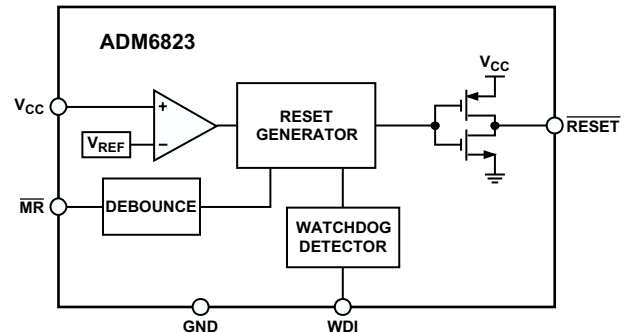 ADM6823
VCC
VCC
+
RESET
GENERATOR
RESET
VREF
−
MR
DEBOUNCE
WATCHDOG
DETECTOR
GND
WDI